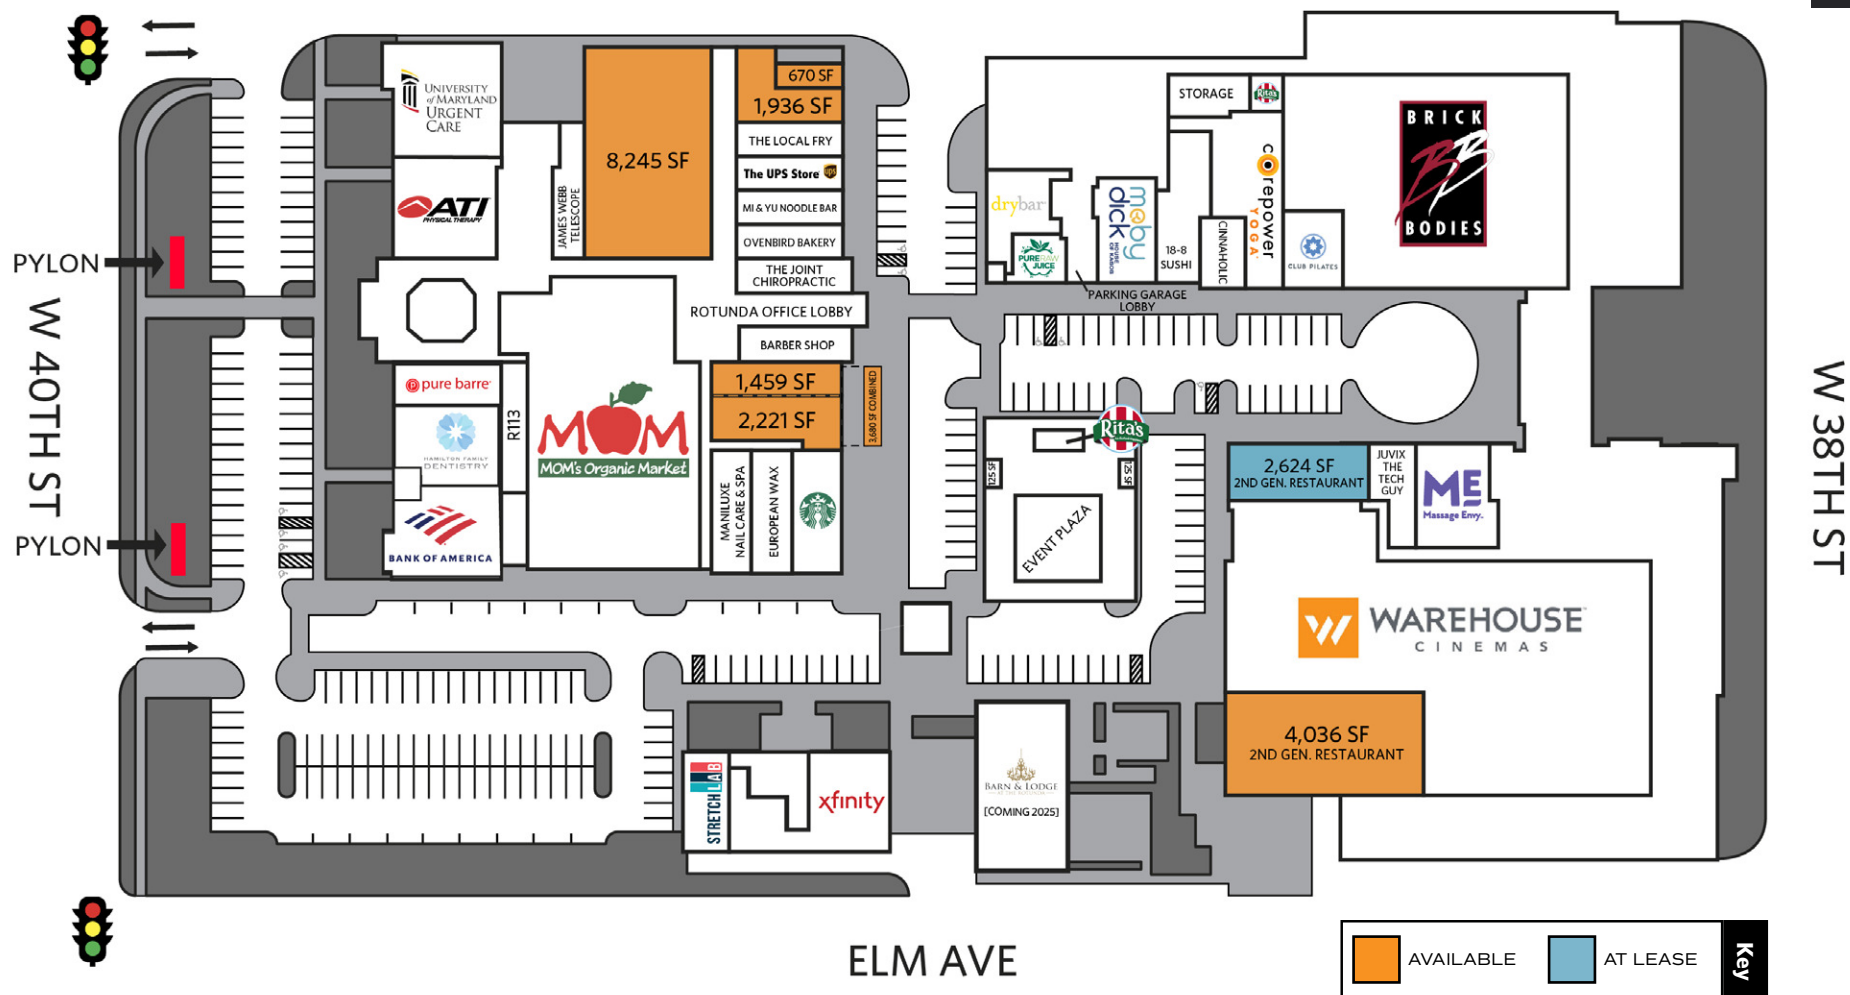 UNIVERSITY
of MARYLAND
URGENT
CARE
ATI
PHYSICAL THERAPY
JAMES WEBB
TELESCOPE
8,245 SF
670 SF
1,936 SF
THE LOCAL FRY
The UPS Store
ups
MI & YU NOODLE BAR
OVENBIRD BAKERY
THE JOINT
CHIROPRACTIC
ROTUNDA OFFICE LOBBY
BARBER SHOP
1,459 SF
2,221 SF
3,680 SF COMBINED
pure barre
HAMILTON FAMILY
DENTISTRY
R113
BANK OF AMERICA
MOM
MOM's Organic Market
MANILUXE
NAIL CARE & SPA
EUROPEAN WAX
PYLON
W 40TH ST
PYLON
drybar
PURE RAW
JUICE
moby
dick
HOUSE
OF KABOB
18-8
SUSHI
STORAGE
Rita's
CINNAHOLIC
corepower
YOGA
CLUB PILATES
BRICK
BB
BODIES
PARKING GARAGE
LOBBY
Rita's
125 SF
125 SF
EVENT PLAZA
2,624 SF
2ND GEN. RESTAURANT
JUVIX
THE
TECH
GUY
ME
Massage Envy.
W 38TH ST
WAREHOUSE
CINEMAS
4,036 SF
2ND GEN. RESTAURANT
STRETCHLAB
xfinity
BARN & LODGE
[COMING 2025]
ELM AVE
AVAILABLE
AT LEASE
Key